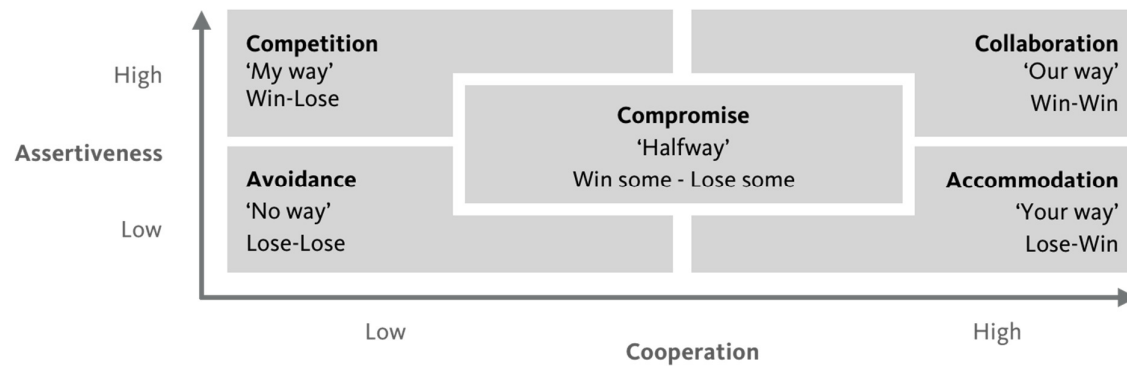 Competition
‘My way’
Win-Lose
Collaboration
‘Our way’
Win-Win
High
Compromise
‘Halfway’
Win some - Lose some
Assertiveness
Avoidance
‘No way’
Lose-Lose
Accommodation
‘Your way’
Lose-Win
Low
Low
High
Cooperation